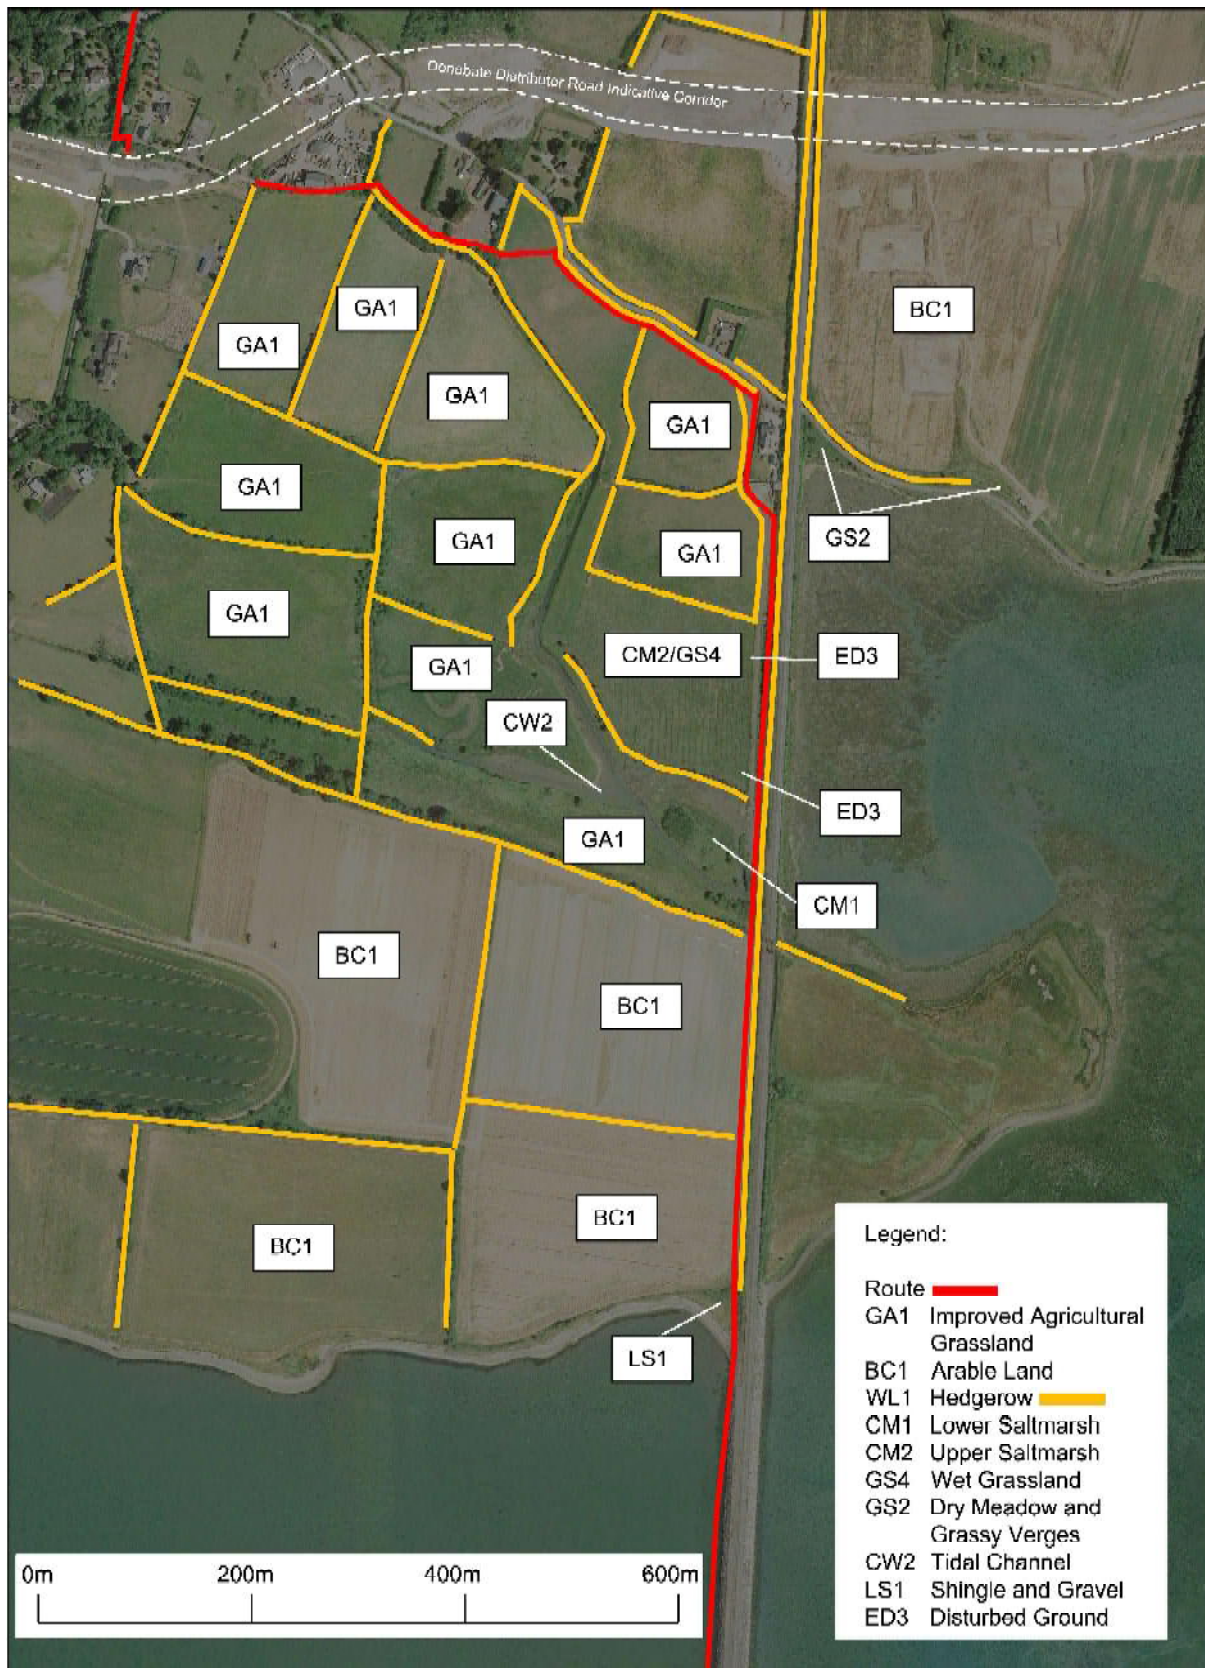 Donabate Distributor Road Indicative Corridor
GA1
BC1
GA1
GA1
GA1
GA1
GS2
GA1
GA1
GA1
CM2/GS4
ED3
GA1
CW2
ED3
GA1
CM1
BC1
BC1
BC1
BC1
LS1
Legend:
Route
GA1 Improved Agricultural
Grassland
BC1 Arable Land
WL1 Hedgerow
CM1 Lower Saltmarsh
CM2 Upper Saltmarsh
GS4 Wet Grassland
GS2 Dry Meadow and
Grassy Verges
CW2 Tidal Channel
LS1 Shingle and Gravel
ED3 Disturbed Ground
0m 200m 400m 600m